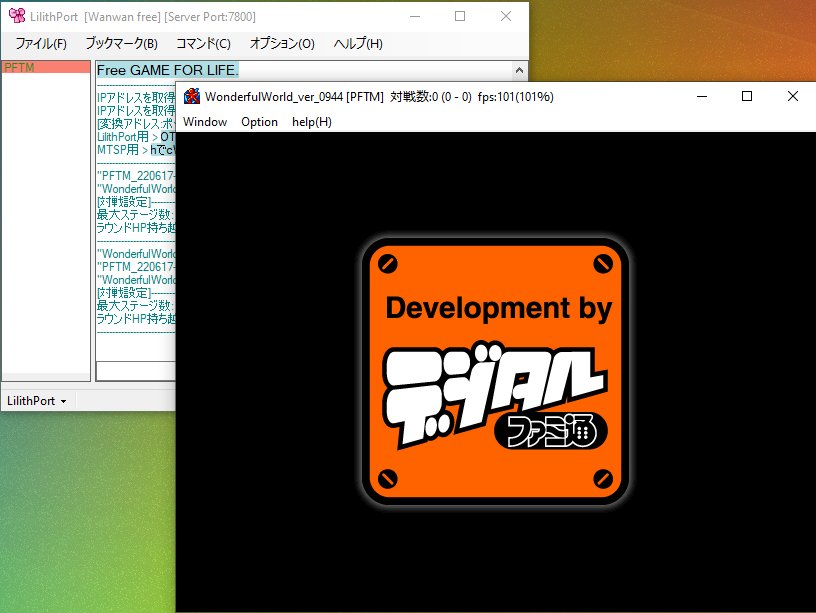 LilithPort [Wanwan free] [Server Port:7800]
ファイル(F) ブックマーク(B) コマンド(C) オプション(O) ヘルプ(H)
PFTM
Free GAME FOR LIFE.
IPアドレスを取得
IPアドレスを取得
[変換アドレス:ポ
LilithPort用 > OT
MTSP用 >
"PFTM_220617-
"WonderfulWorld
[対戦設定]
最大ステージ数:
ラウンドHP持ち越
"WonderfulWorld
"PFTM_220617-
"WonderfulWorld
[対戦設定]
最大ステージ数:
ラウンドHP持ち越
LilithPort
WonderfulWorld_ver_0944 [PFTM] 対戦数:0 (0 - 0) fps:101(101%)
Window Option help(H)
Development by
デジタル
ファミ通